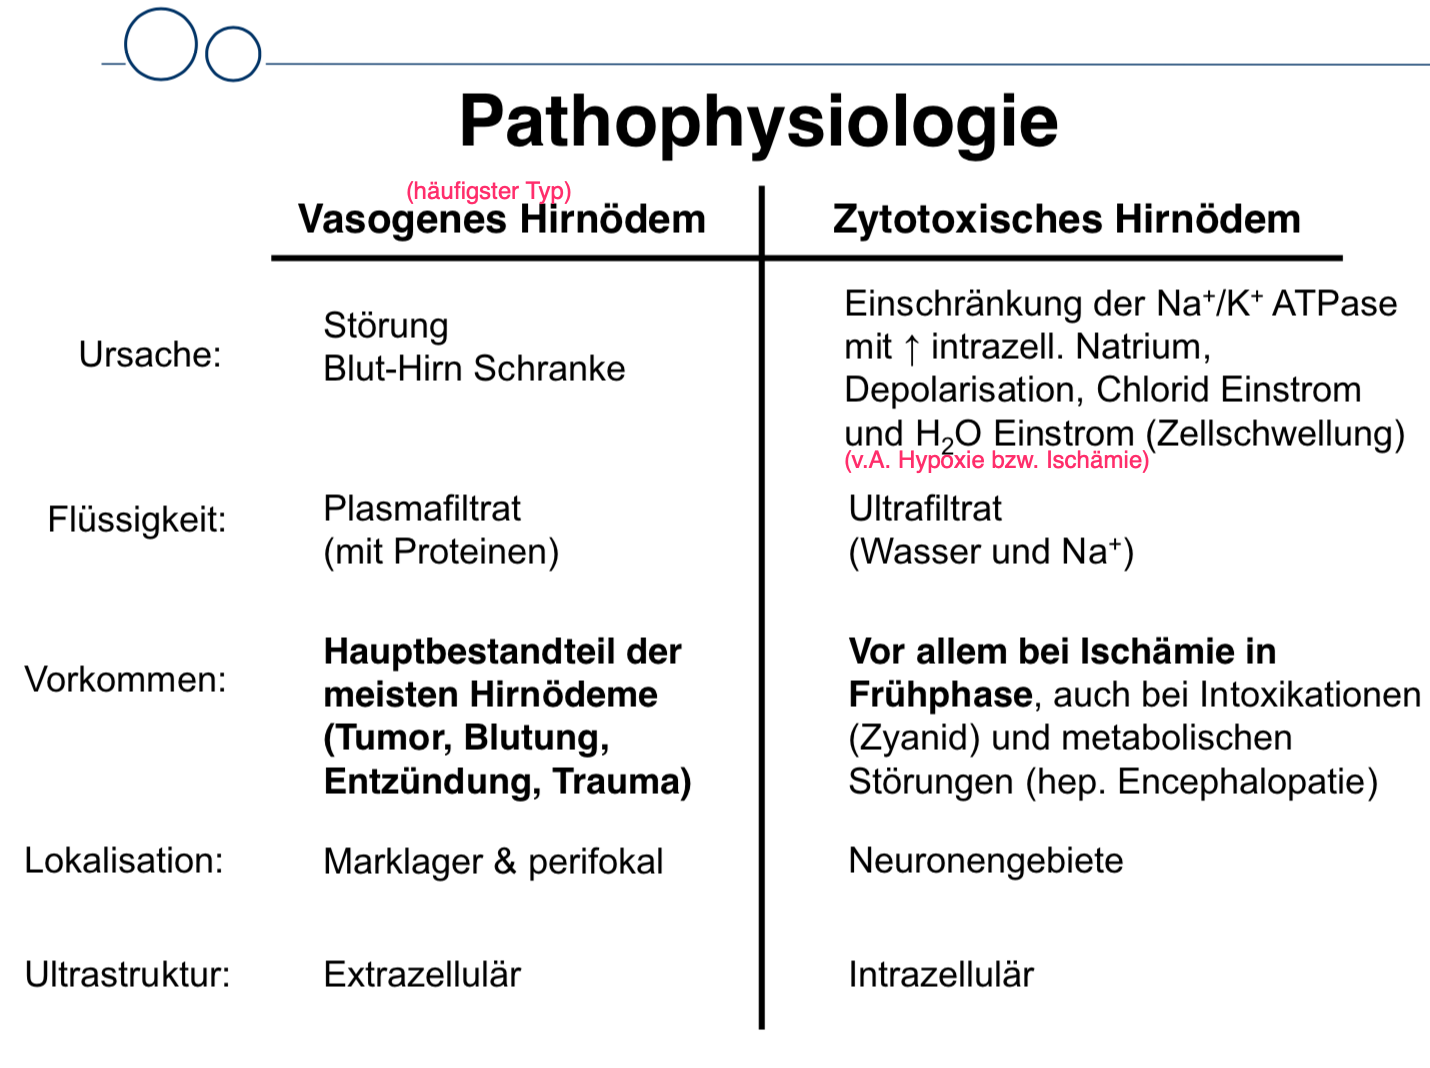 Pathophysiologie
(häufigster Typ)
Vasogenes Hirnödem
Zytotoxisches Hirnödem
Ursache:
Störung
Blut-Hirn Schranke
Einschränkung der Na⁺/K⁺ ATPase
mit ↑ intrazell. Natrium,
Depolarisation, Chlorid Einstrom
und H₂O Einstrom (Zellschwellung)
(v.A. Hypoxie bzw. Ischämie)
Flüssigkeit:
Plasmafiltrat
(mit Proteinen)
Ultrafiltrat
(Wasser und Na⁺)
Vorkommen:
Hauptbestandteil der
meisten Hirnödeme
(Tumor, Blutung,
Entzündung, Trauma)
Vor allem bei Ischämie in
Frühphase, auch bei Intoxikationen
(Zyanid) und metabolischen
Störungen (hep. Encephalopatie)
Lokalisation:
Marklager & perifokal
Neuronengebiete
Ultrastruktur:
Extrazellulär
Intrazellulär